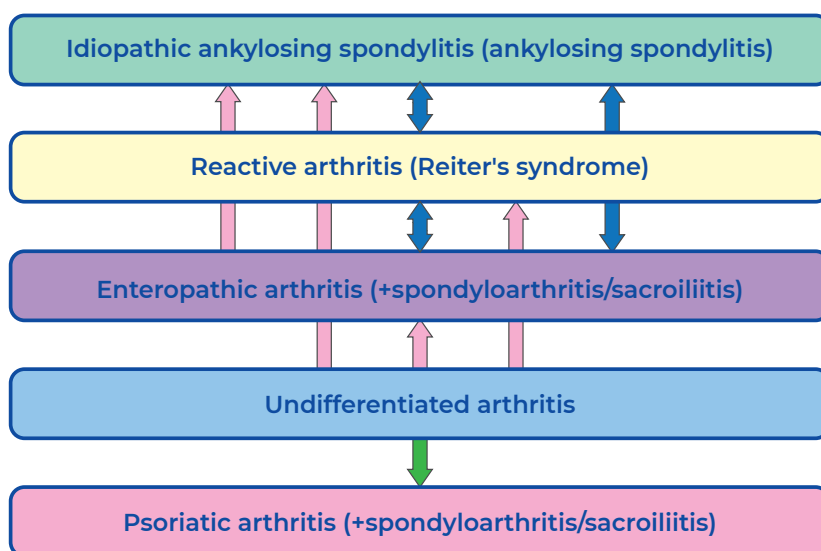 Idiopathic ankylosing spondylitis (ankylosing spondylitis)
Reactive arthritis (Reiter's syndrome)
Enteropathic arthritis (+spondyloarthritis/sacroiliitis)
Undifferentiated arthritis
Psoriatic arthritis (+spondyloarthritis/sacroiliitis)